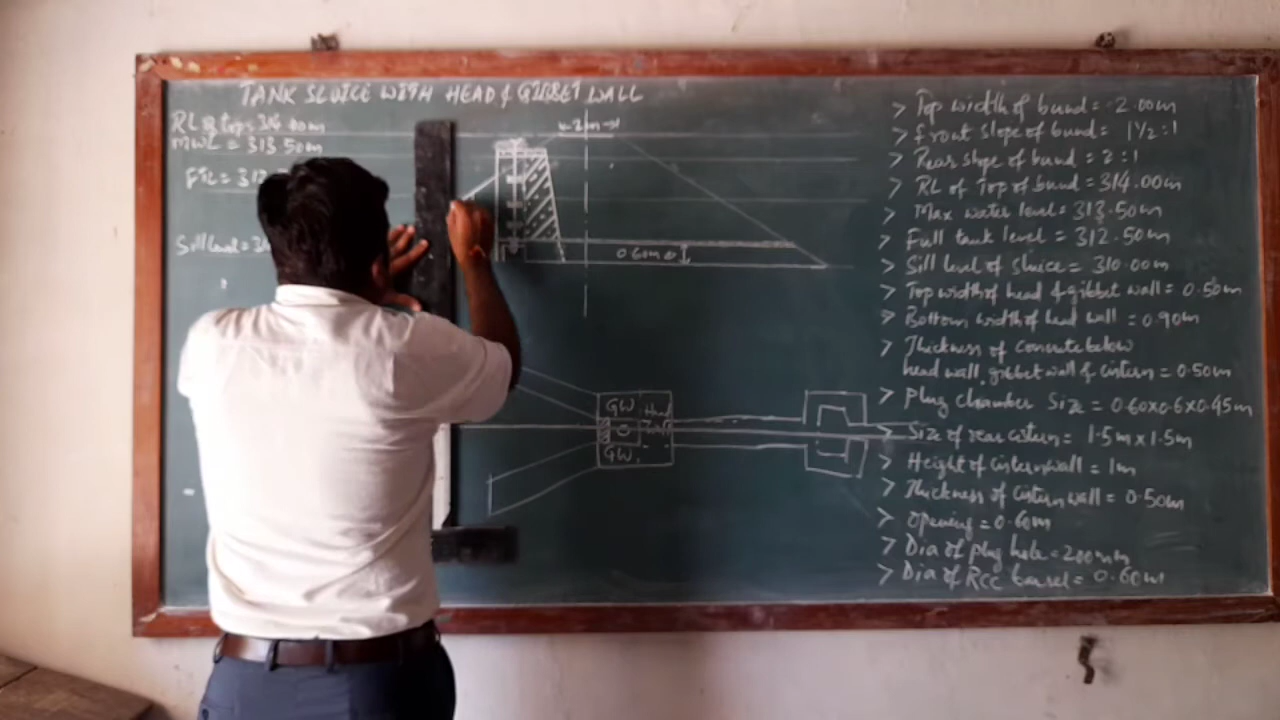 TANK SLUICE WITH HEAD & GIBBET WALL
RL of top = 314.00m
MWL = 313.50m
FTL = 312
Sill level = 31
2m
0.60m
GW
Head
GW
> Top width of bund = 2.00m
> front slope of bund = 1½:1
> Rear slope of bund = 2:1
> RL of Top of bund = 314.00m
> Max water level = 313.50m
> Full tank level = 312.50m
> Sill level of sluice = 310.00m
> Top width of head & gibbet wall = 0.50m
> Bottom width of head wall = 0.90m
> Thickness of concrete below
head wall, gibbet wall & cistern = 0.50m
> Plug chamber Size = 0.60x0.6x0.45m
> Size of rear cistern = 1.5m x 1.5m
> Height of cistern wall = 1m
> Thickness of cistern wall = 0.50m
> Opening = 0.60m
> Dia of plug hole = 200mm
> Dia of RCC barrel = 0.60m